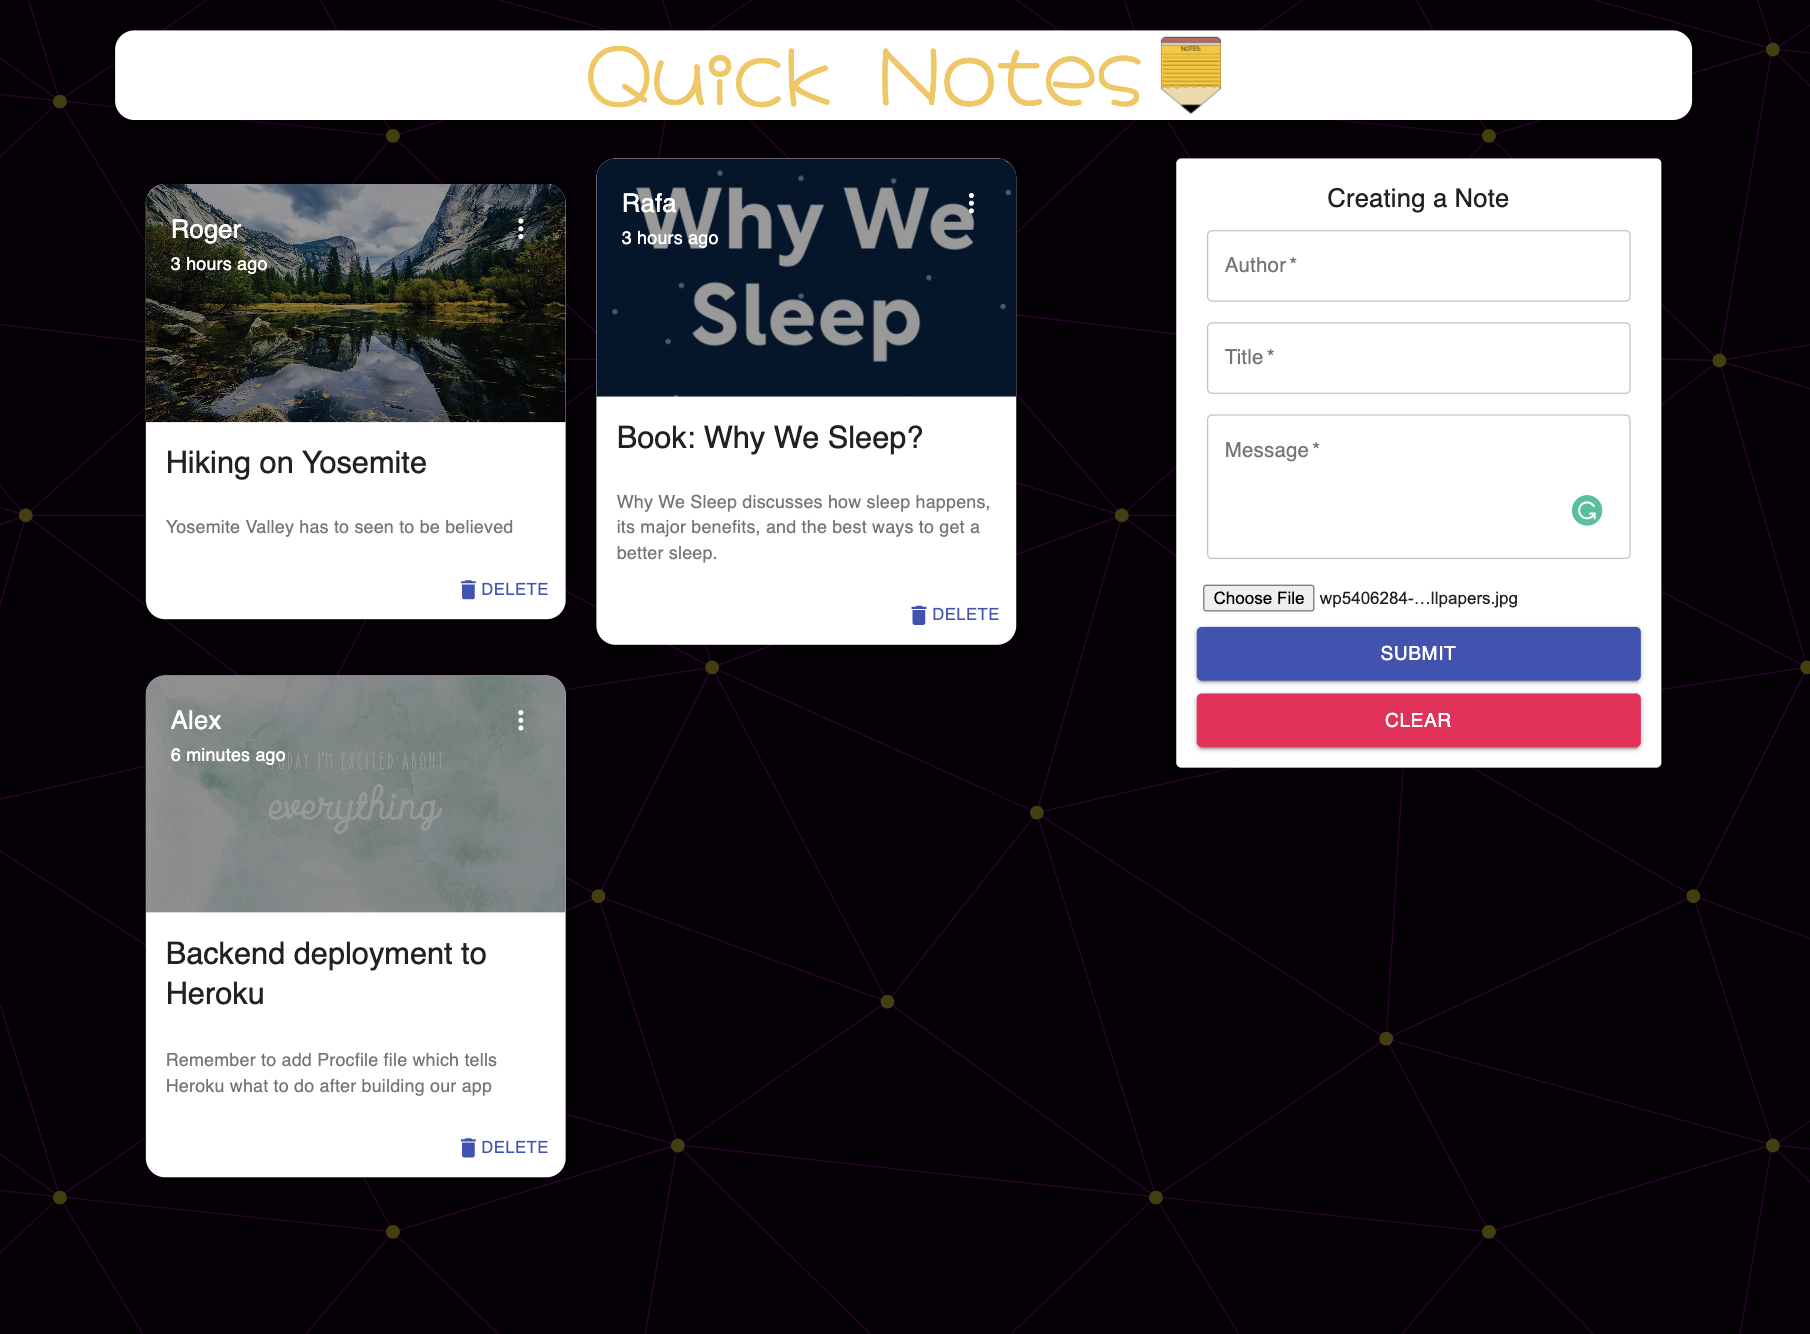 Quick Notes
NOTES:
Roger
3 hours ago
Hiking on Yosemite
Yosemite Valley has to seen to be believed
DELETE
Rafa
3 hours ago
Why We
Sleep
Book: Why We Sleep?
Why We Sleep discusses how sleep happens,
its major benefits, and the best ways to get a
better sleep.
DELETE
Alex
6 minutes ago
TODAY I'M EXCITED ABOUT
everything
Backend deployment to
Heroku
Remember to add Procfile file which tells
Heroku what to do after building our app
DELETE
Creating a Note
Author *
Title *
Message *
Choose File wp5406284-…llpapers.jpg
SUBMIT
CLEAR